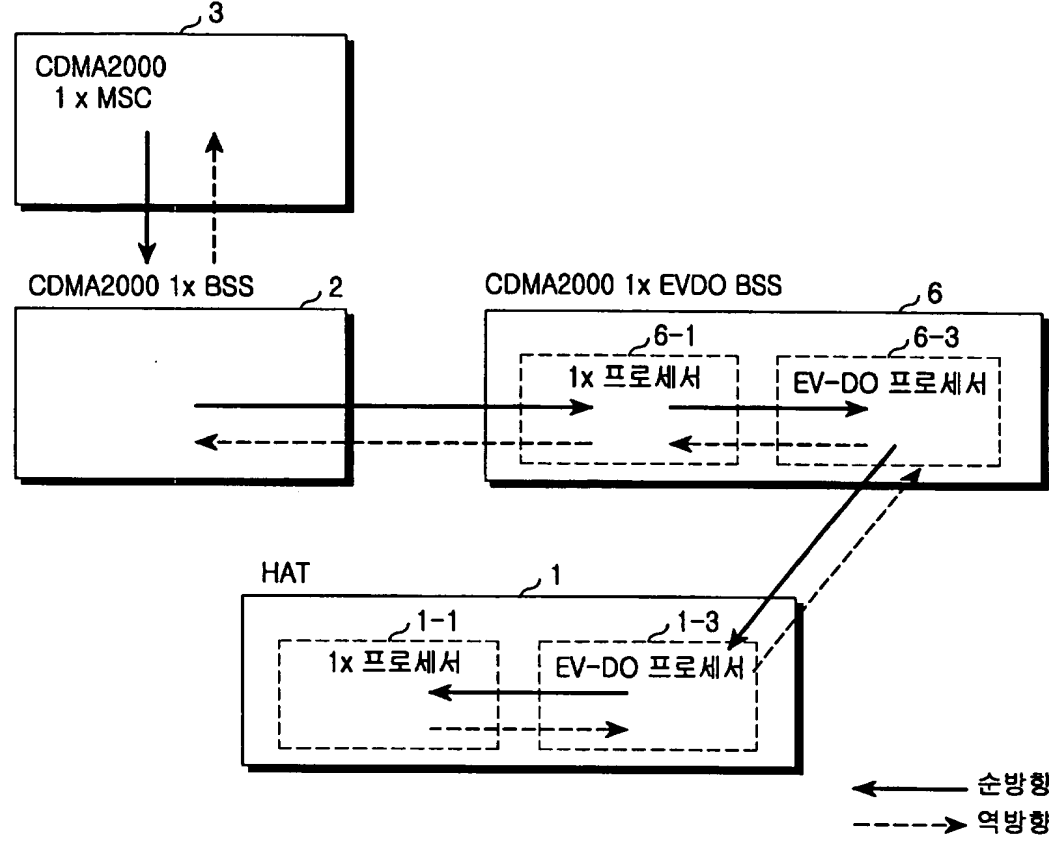 3
CDMA2000
1 x MSC
CDMA2000 1x BSS
2
CDMA2000 1x EVDO BSS
6
6-1
6-3
1x 프로세서
EV-DO 프로세서
HAT
1
1-1
1-3
1x 프로세서
EV-DO 프로세서
순방향
역방향